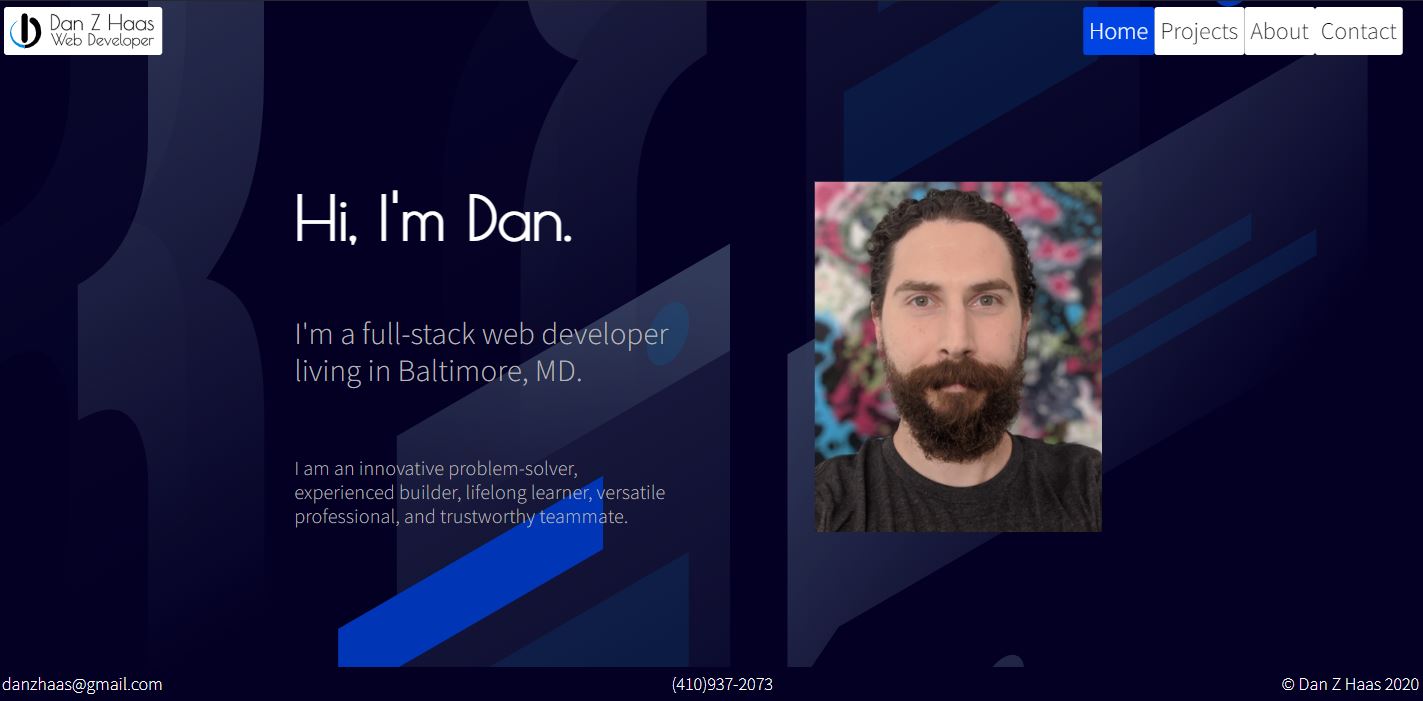 Dan Z Haas
Web Developer
Home
Projects
About
Contact
Hi, I'm Dan.
I'm a full-stack web developer
living in Baltimore, MD.
I am an innovative problem-solver,
experienced builder, lifelong learner, versatile
professional, and trustworthy teammate.
danzhaas@gmail.com
(410)937-2073
© Dan Z Haas 2020